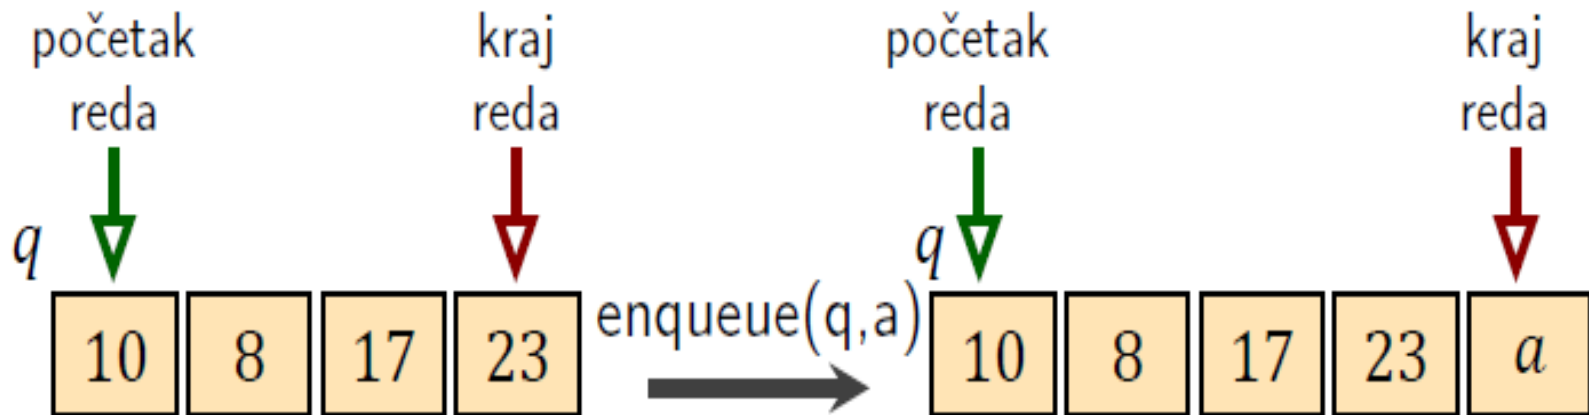 početak
reda
kraj
reda
q
10 8 17 23
enqueue(q,a)
početak
reda
kraj
reda
q
10 8 17 23 a